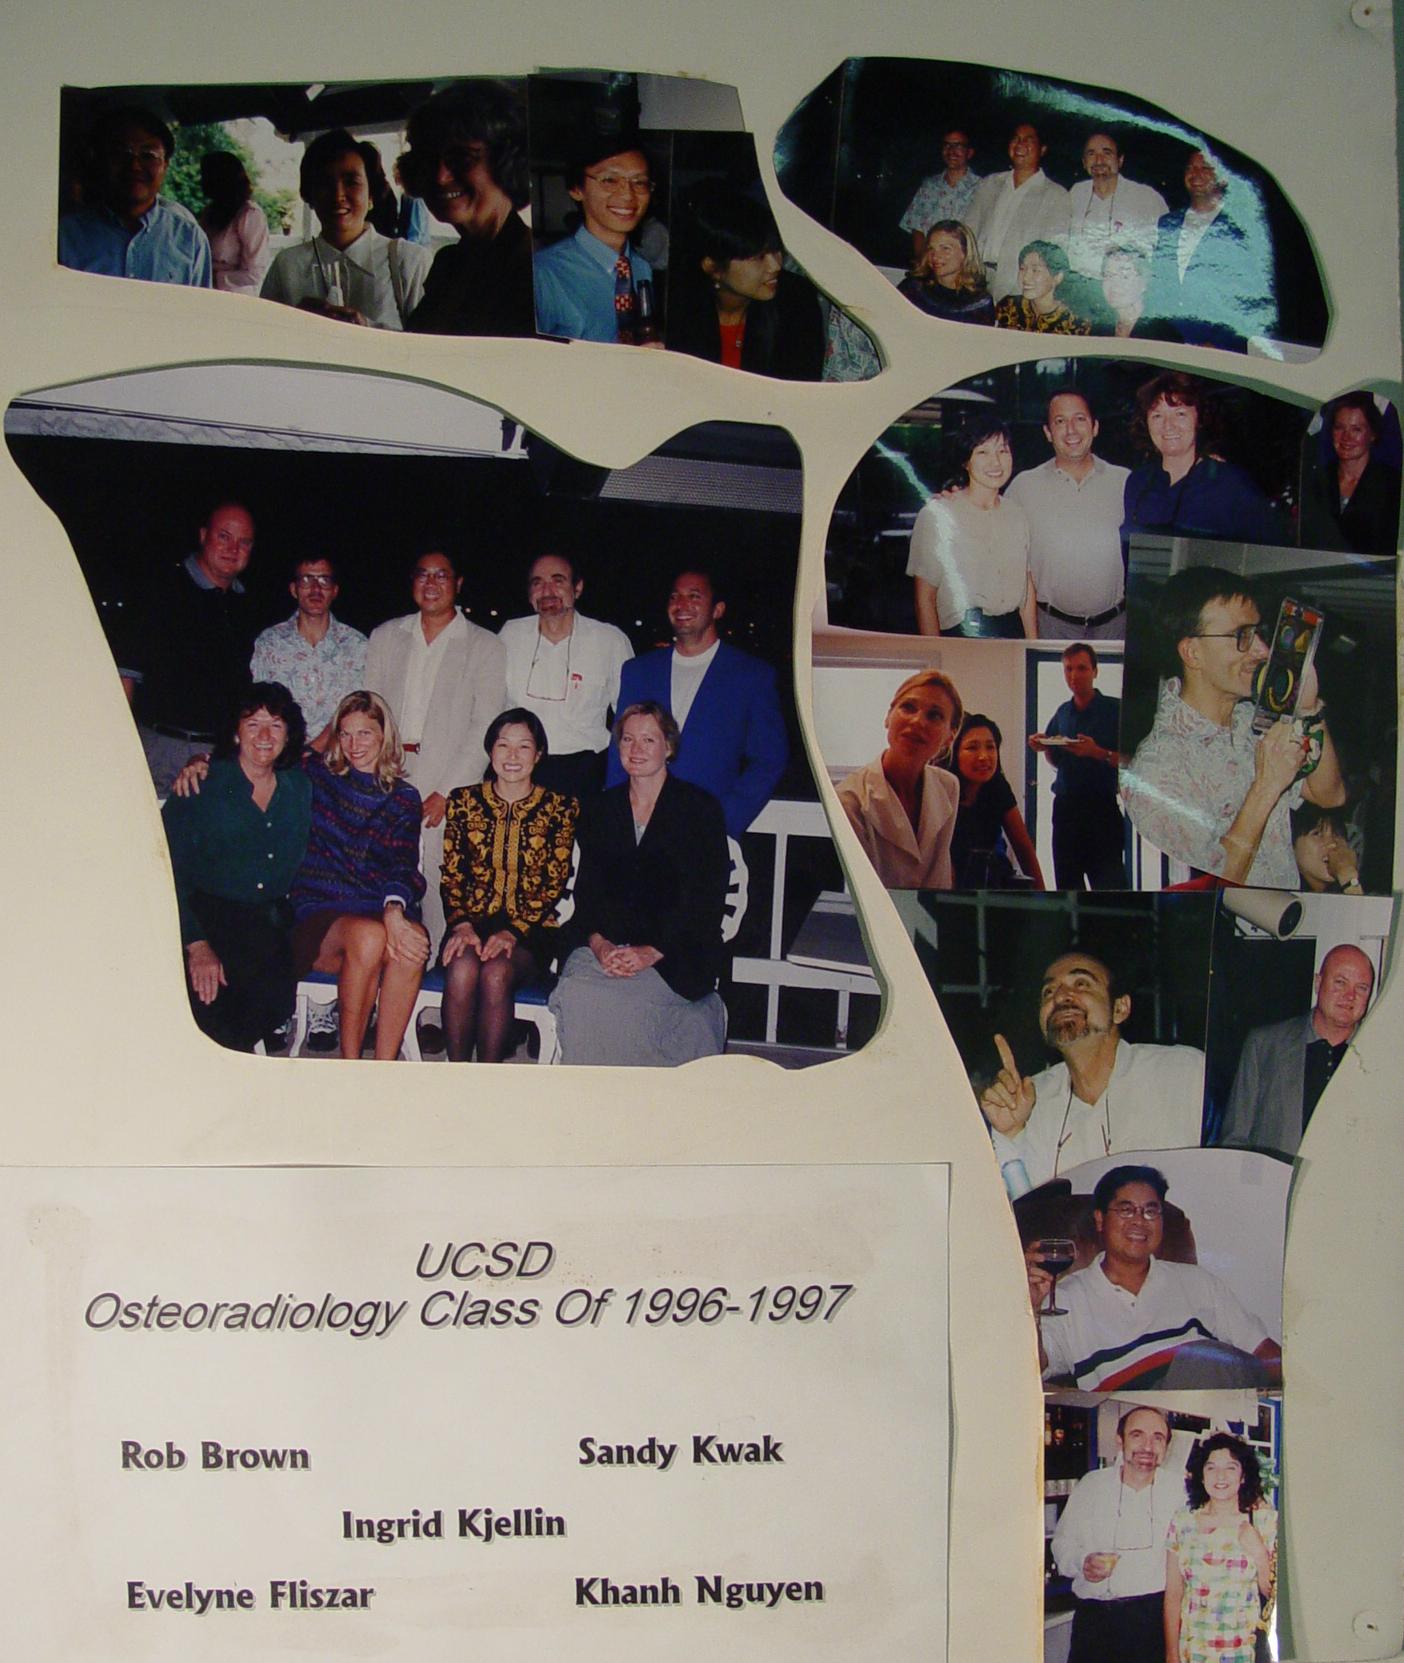 UCSD
Osteoradiology Class Of 1996-1997
Rob Brown Sandy Kwak
Ingrid Kjellin
Evelyne Fliszar Khanh Nguyen